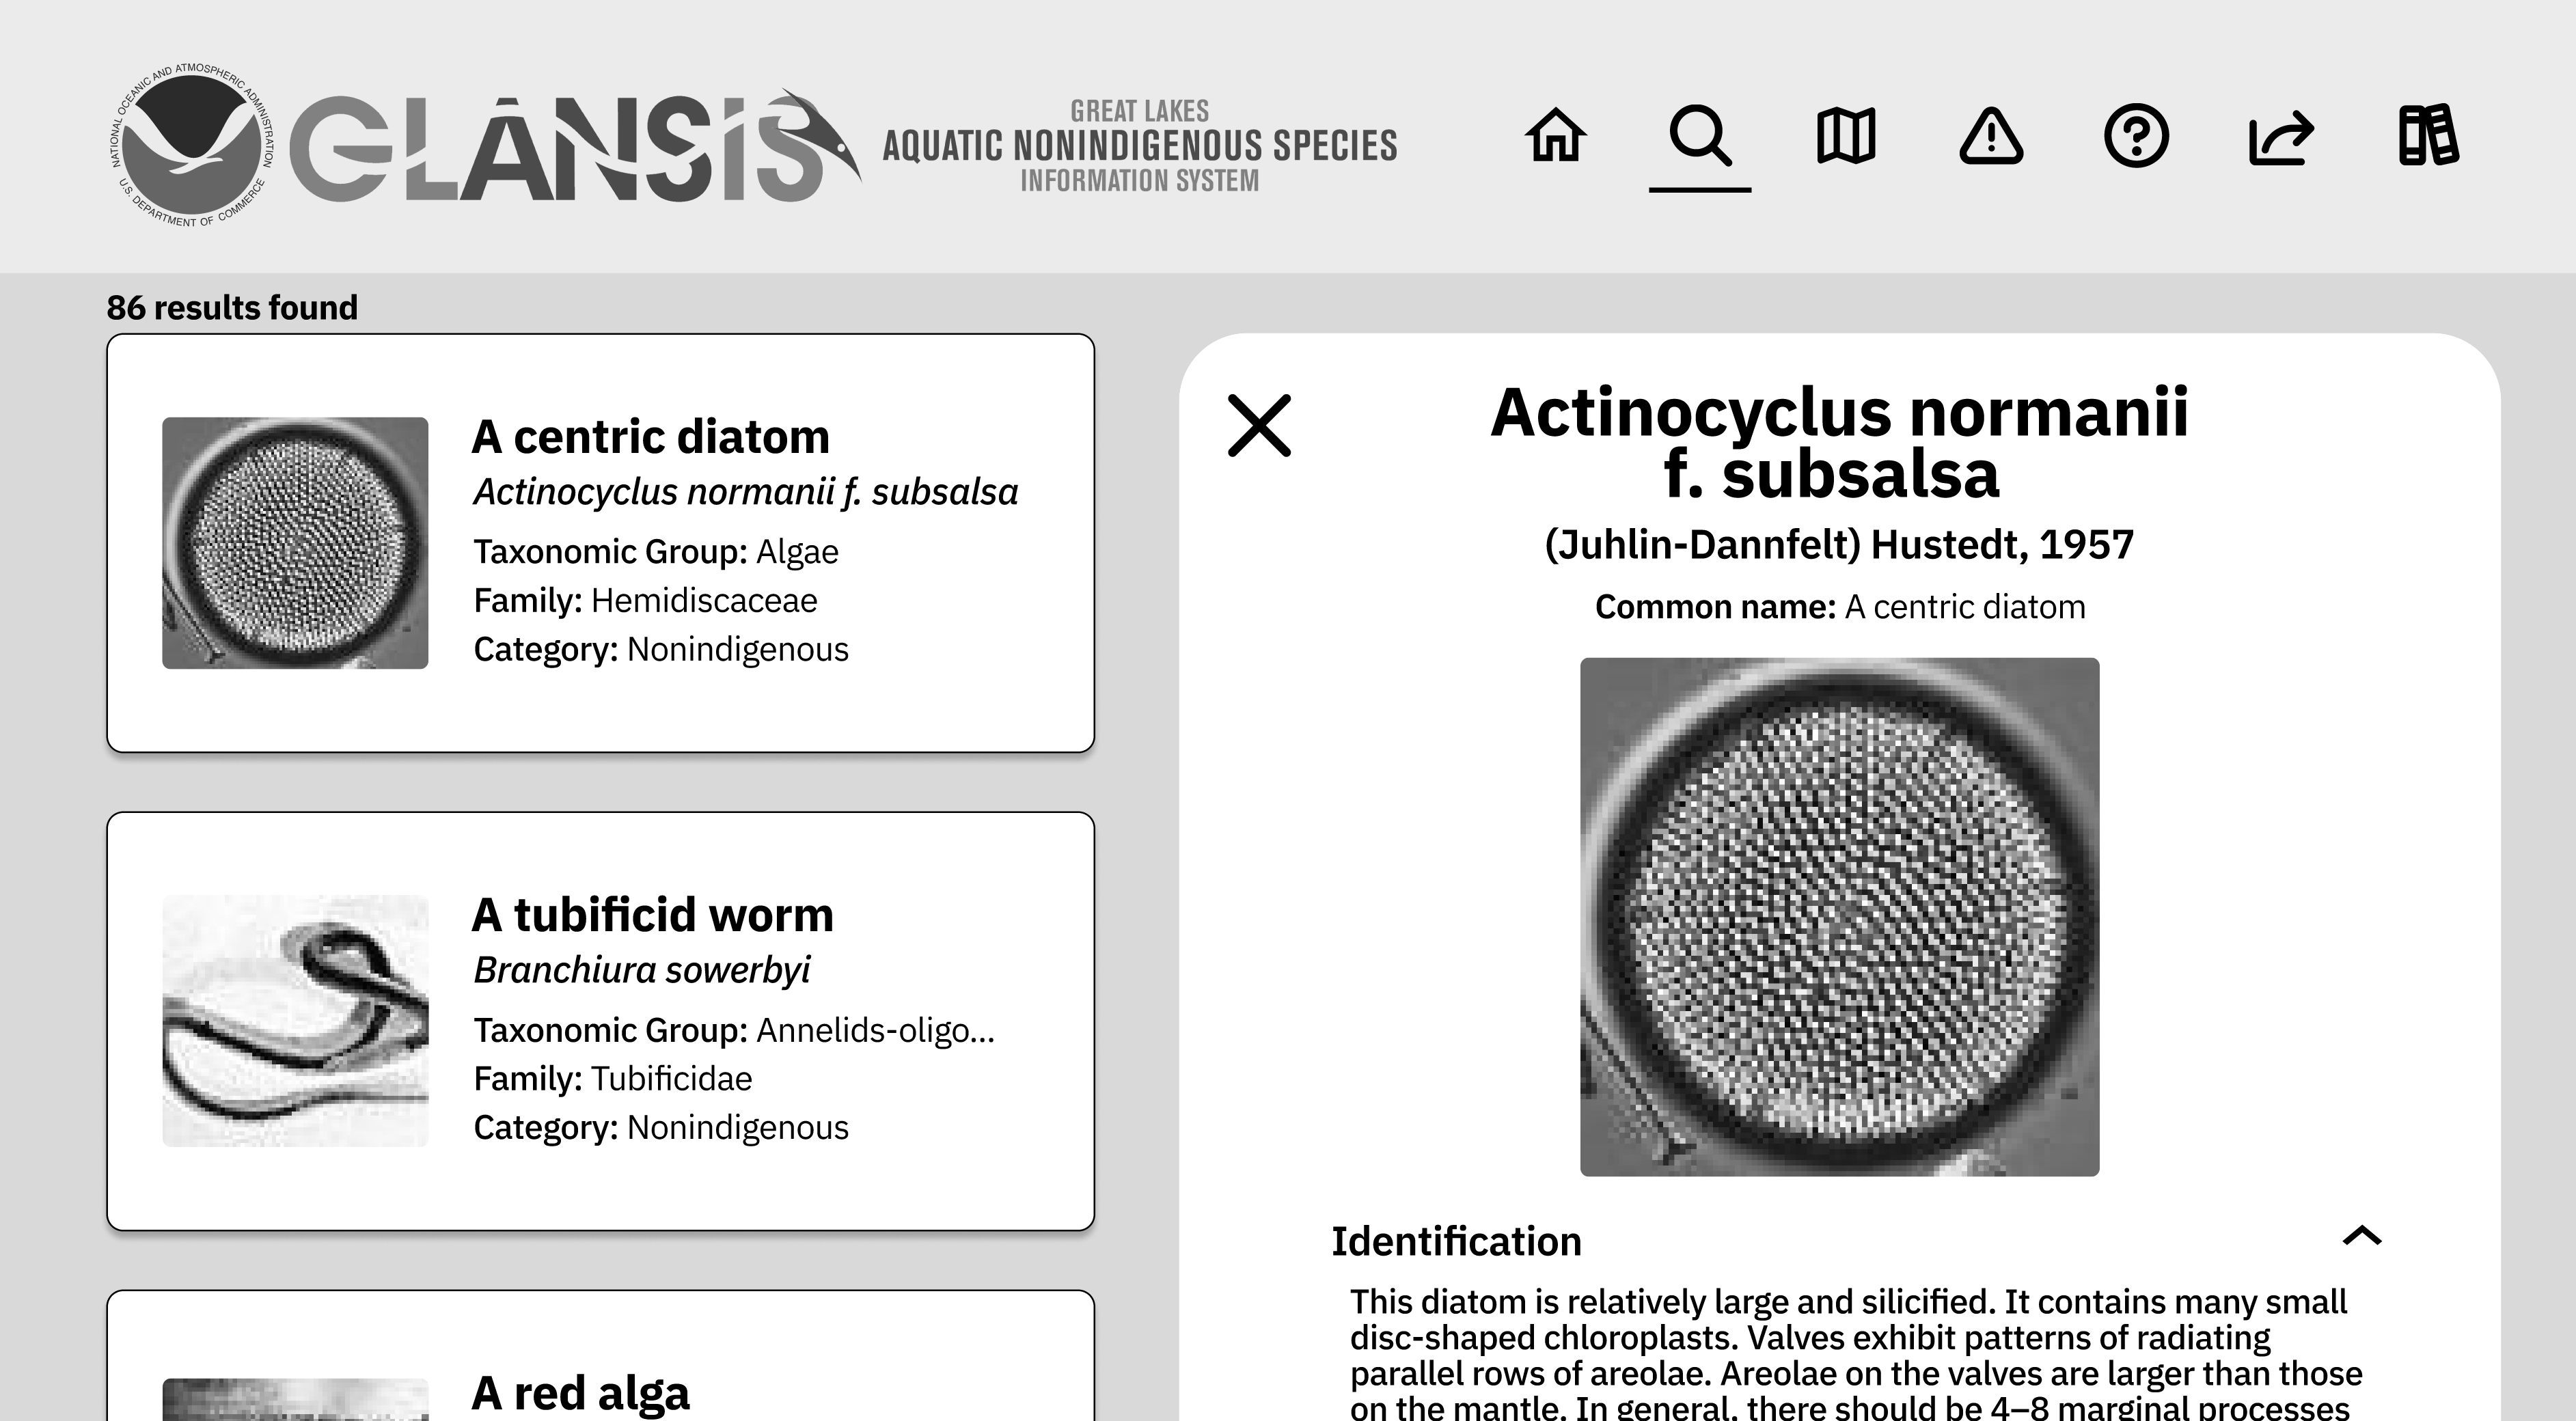 NATIONAL OCEANIC AND ATMOSPHERIC ADMINISTRATION
U.S. DEPARTMENT OF COMMERCE
GLANSIS
GREAT LAKES
AQUATIC NONINDIGENOUS SPECIES
INFORMATION SYSTEM
86 results found
A centric diatom
Actinocyclus normanii f. subsalsa
Taxonomic Group: Algae
Family: Hemidiscaceae
Category: Nonindigenous
A tubificid worm
Branchiura sowerbyi
Taxonomic Group: Annelids-oligo...
Family: Tubificidae
Category: Nonindigenous
A red alga
Actinocyclus normanii
f. subsalsa
(Juhlin-Dannfelt) Hustedt, 1957
Common name: A centric diatom
Identification
This diatom is relatively large and silicified. It contains many small
disc-shaped chloroplasts. Valves exhibit patterns of radiating
parallel rows of areolae. Areolae on the valves are larger than those
on the mantle. In general, there should be 4–8 marginal processes